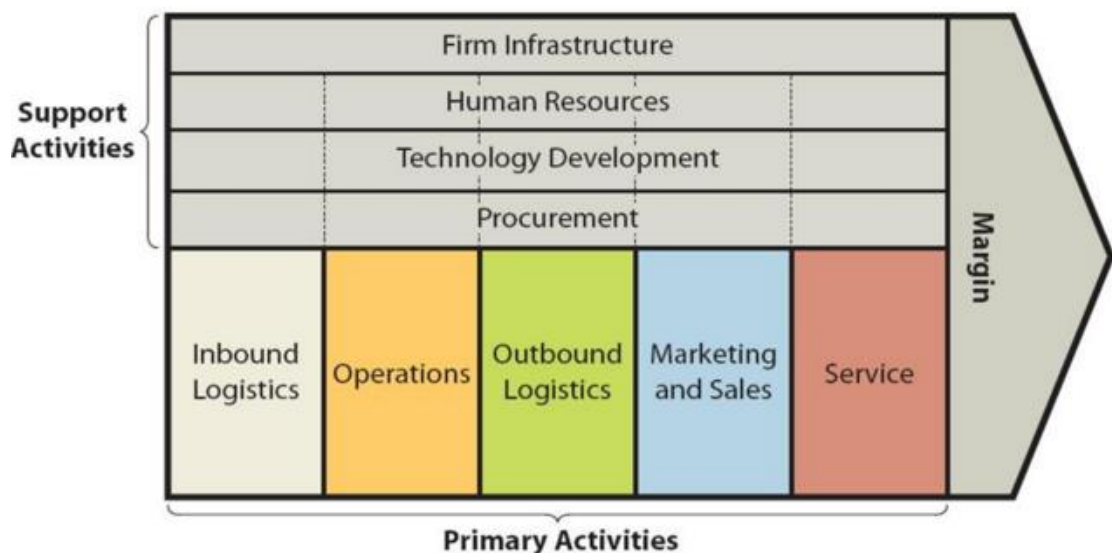 Firm Infrastructure
Human Resources
Technology Development
Procurement
Support
Activities
Inbound
Logistics
Operations
Outbound
Logistics
Marketing
and Sales
Service
Margin
Primary Activities